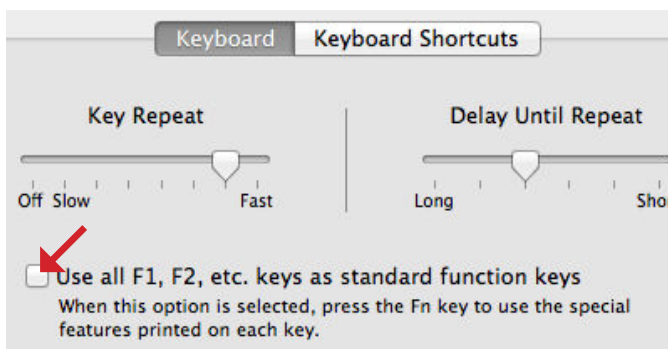 Keyboard Keyboard Shortcuts
Key Repeat Delay Until Repeat
Off Slow Fast Long
Use all F1, F2, etc. keys as standard function keys
When this option is selected, press the Fn key to use the special
features printed on each key.